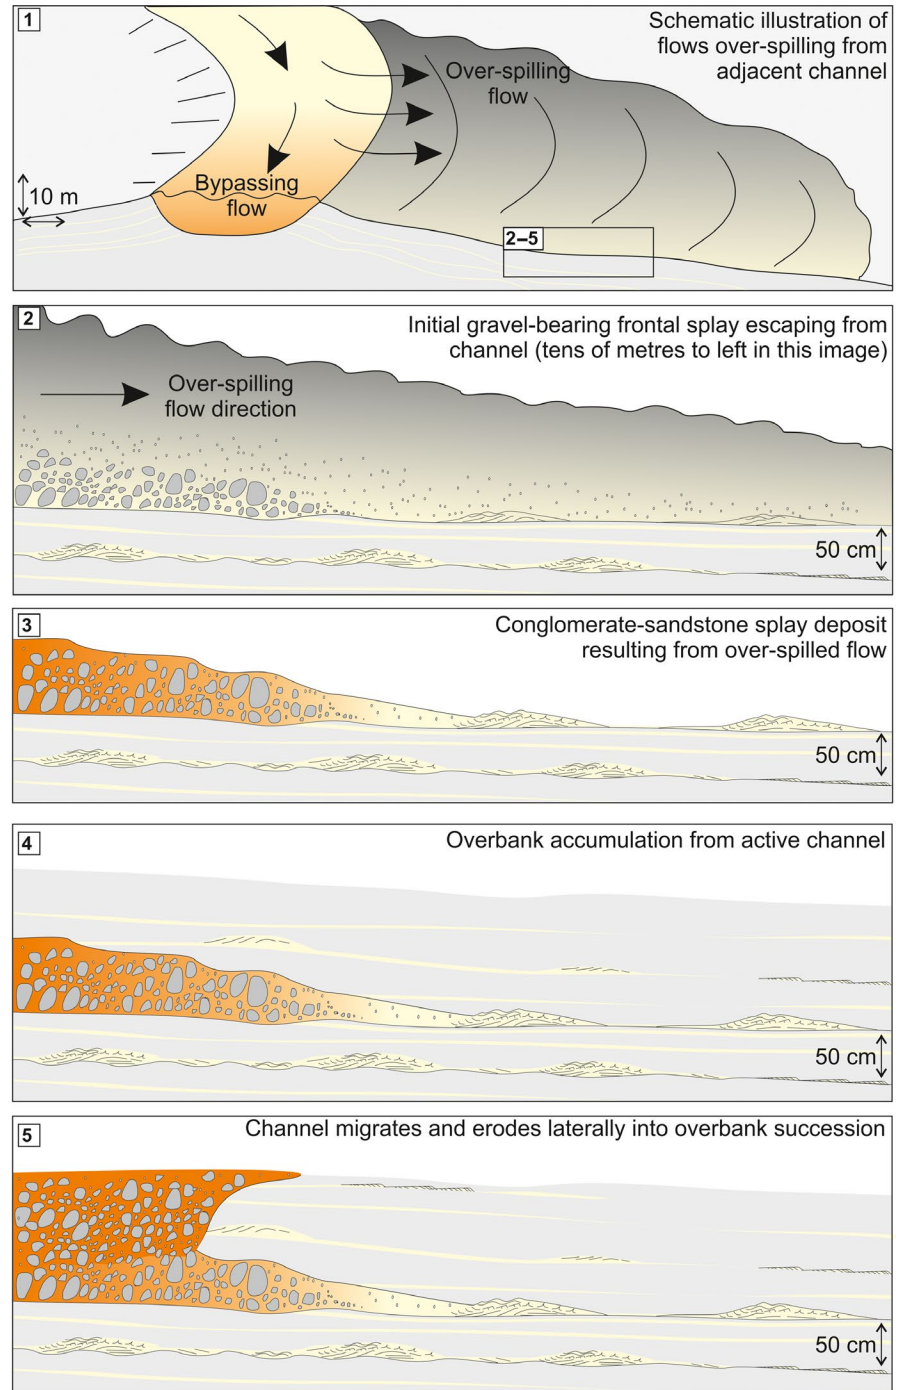 1
Schematic illustration of
flows over-spilling from
adjacent channel
Over-spilling
flow
Bypassing
flow
10 m
2–5
2
Initial gravel-bearing frontal splay escaping from
channel (tens of metres to left in this image)
Over-spilling
flow direction
50 cm
3
Conglomerate-sandstone splay deposit
resulting from over-spilled flow
50 cm
4
Overbank accumulation from active channel
50 cm
5
Channel migrates and erodes laterally into overbank succession
50 cm